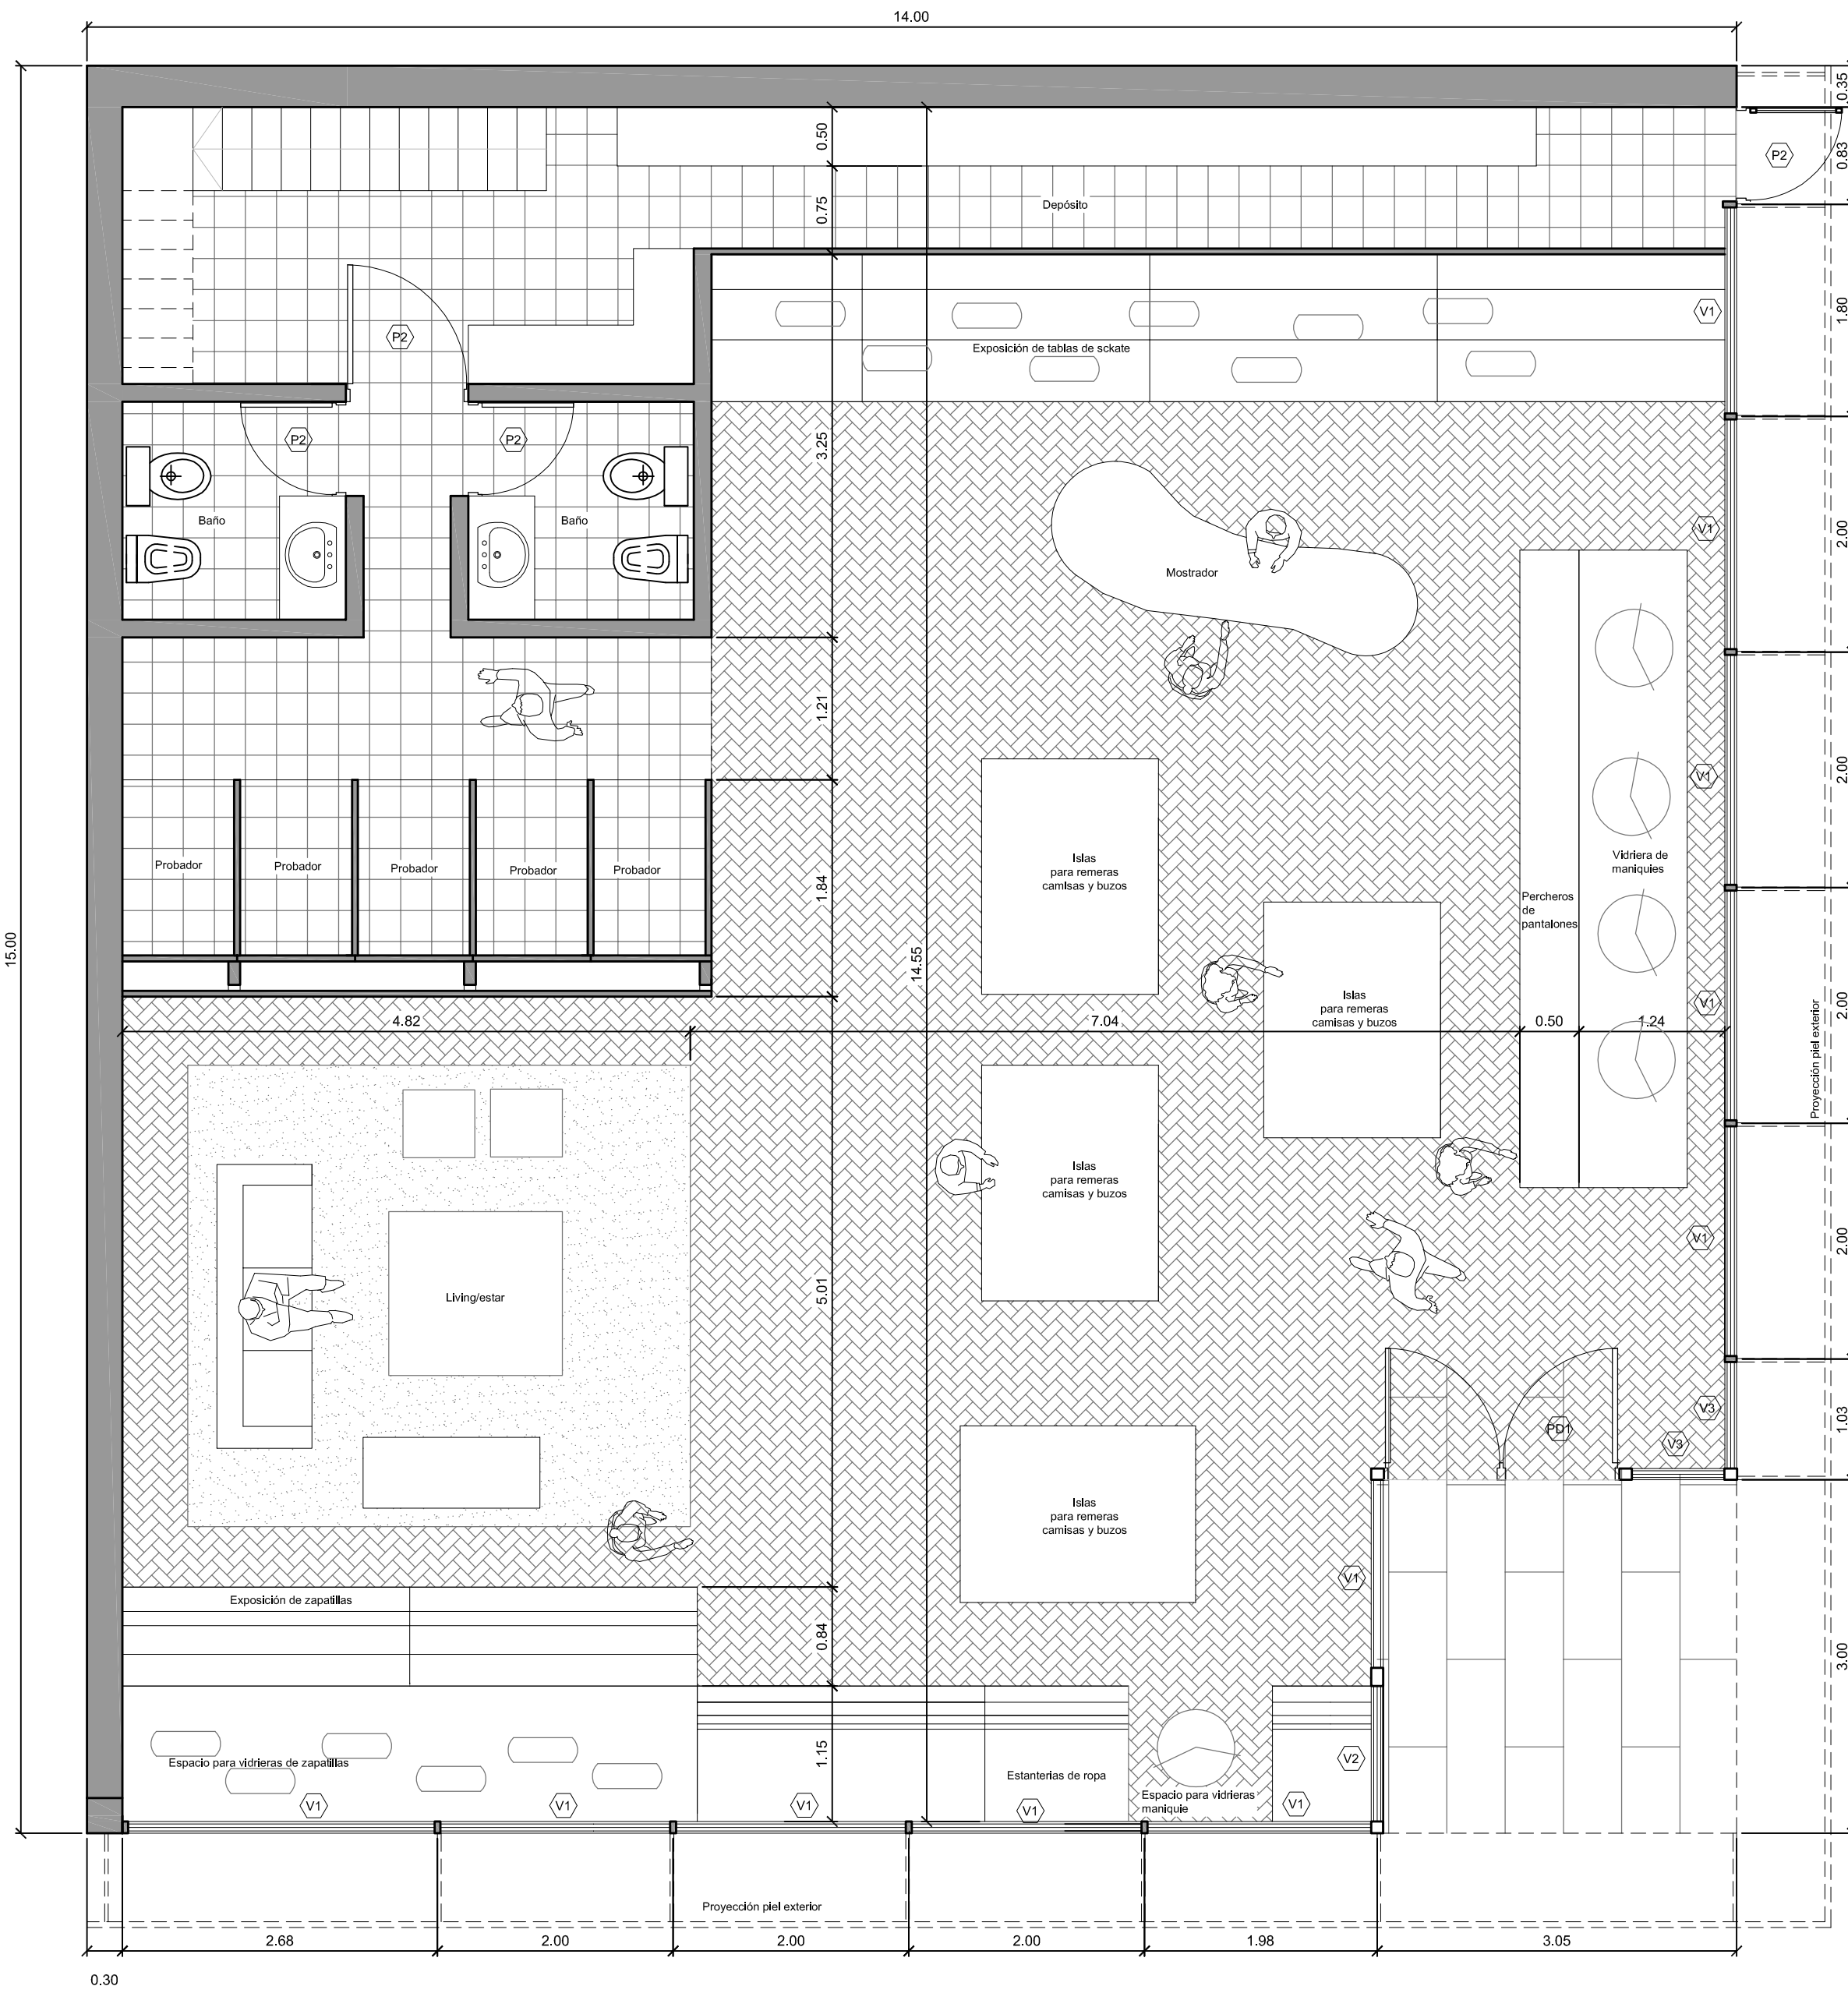 14.00
0.35
0.50
0.83
P2
0.75
Depósito
15.00
1.80
V1
P2
Exposición de tablas de sckate
P2
P2
3.25
Baño
Baño
V1
2.00
Mostrador
1.21
V1
2.00
Probador
Probador
Probador
Probador
Probador
1.84
14.55
Islas
para remeras
camisas y buzos
Vidriera de
maniquies
Percheros
de
pantalones
Islas
para remeras
camisas y buzos
V1
2.00
4.82
7.04
0.50
1.24
Proyección piel exterior
Islas
para remeras
camisas y buzos
V1
2.00
Living/estar
5.01
V3
1.03
PD1
V3
Islas
para remeras
camisas y buzos
V1
Exposición de zapatillas
0.84
3.00
Espacio para vidrieras de zapatillas
1.15
Estanterias de ropa
V2
Espacio para vidrieras
maniquie
V1
V1
V1
V1
V1
Proyección piel exterior
2.68
2.00
2.00
2.00
1.98
3.05
0.30